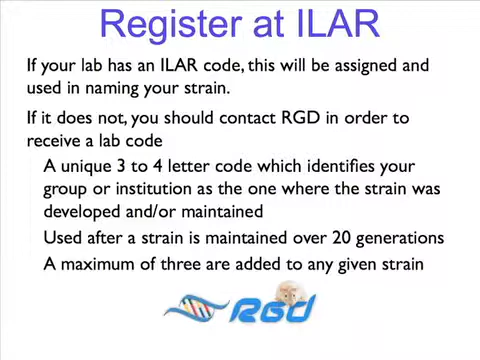 Register at ILAR
If your lab has an ILAR code, this will be assigned and
used in naming your strain.
If it does not, you should contact RGD in order to
receive a lab code
A unique 3 to 4 letter code which identifies your
group or institution as the one where the strain was
developed and/or maintained
Used after a strain is maintained over 20 generations
A maximum of three are added to any given strain
RGD